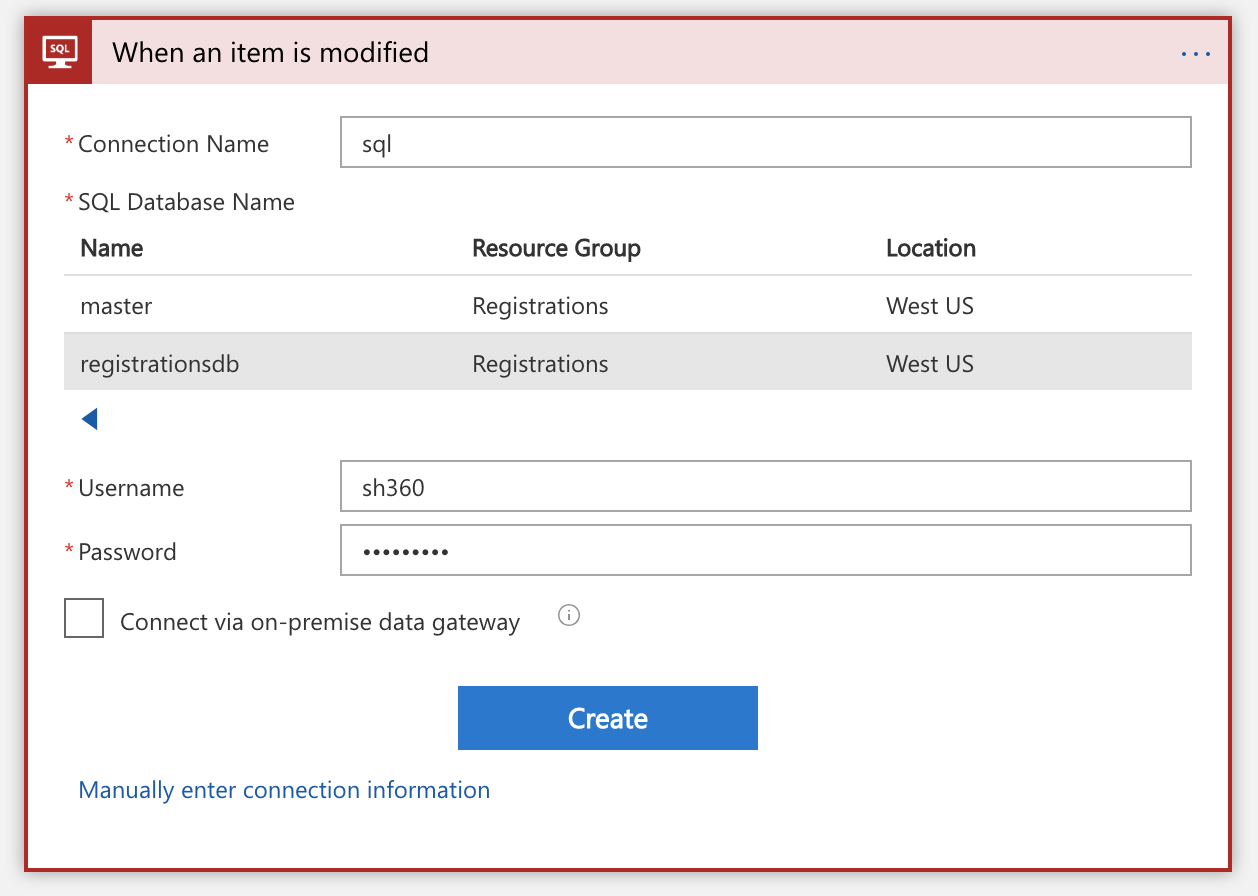 SQL
When an item is modified
...
* Connection Name
sql
* SQL Database Name
Name Resource Group Location
master Registrations West US
registrationsdb Registrations West US
* Username
sh360
* Password
•••••••••
Connect via on-premise data gateway
i
Create
Manually enter connection information